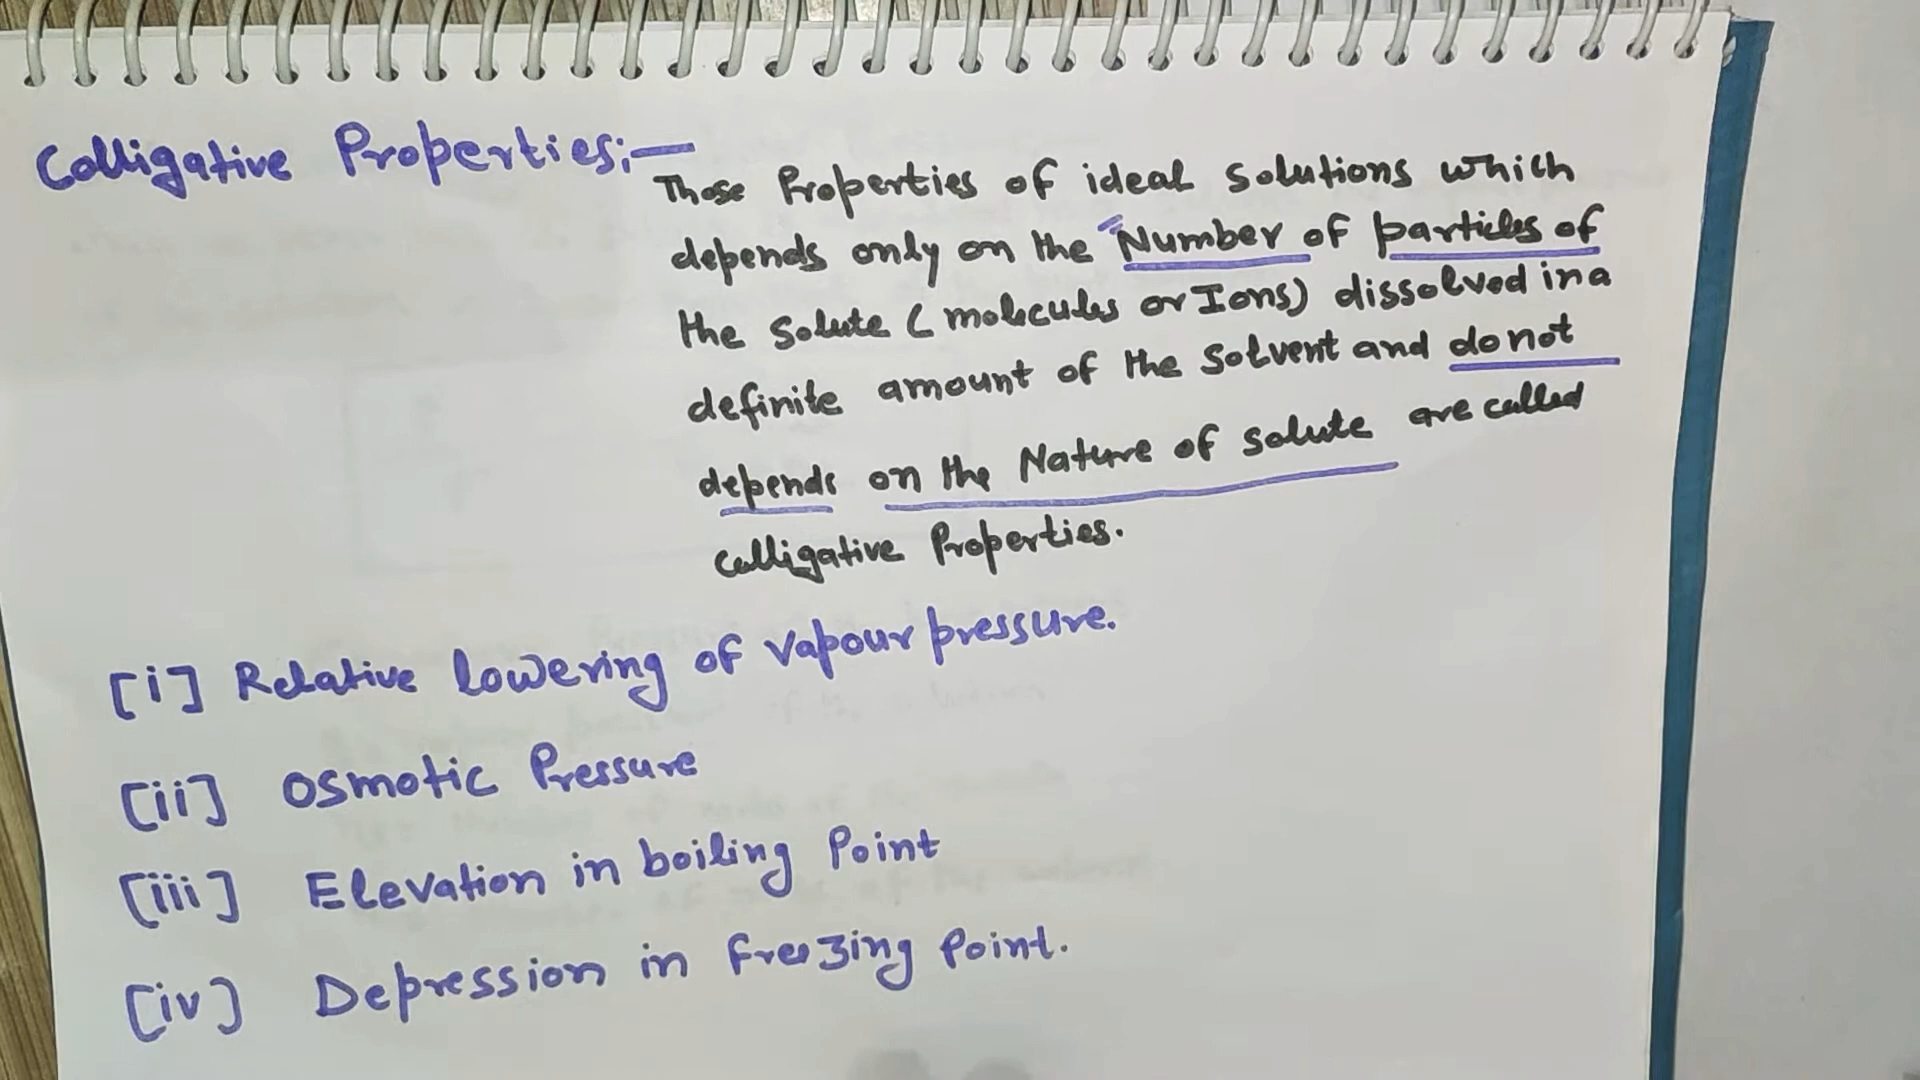 Colligative Properties:-
Those Properties of ideal solutions which
depends only on the "Number of particles of
the solute (molecules or Ions) dissolved in a
definite amount of the solvent and do not
depends on the Nature of solute are called
colligative Properties.
[i] Relative lowering of vapour pressure.
[ii] Osmotic Pressure
[iii] Elevation in boiling Point
[iv] Depression in freezing Point.